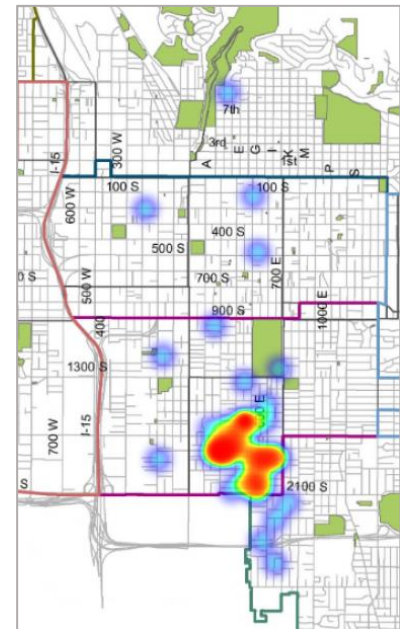 7th
3rd
1st
A
E
G
I
K
M
P
S
300 W
I-15
100 S
100 S
600 W
400 S
500 S
700 E
700 S
0 S
500 W
900 S
1000 E
400
1300 S
E
700 W
I-15
S
2100 S